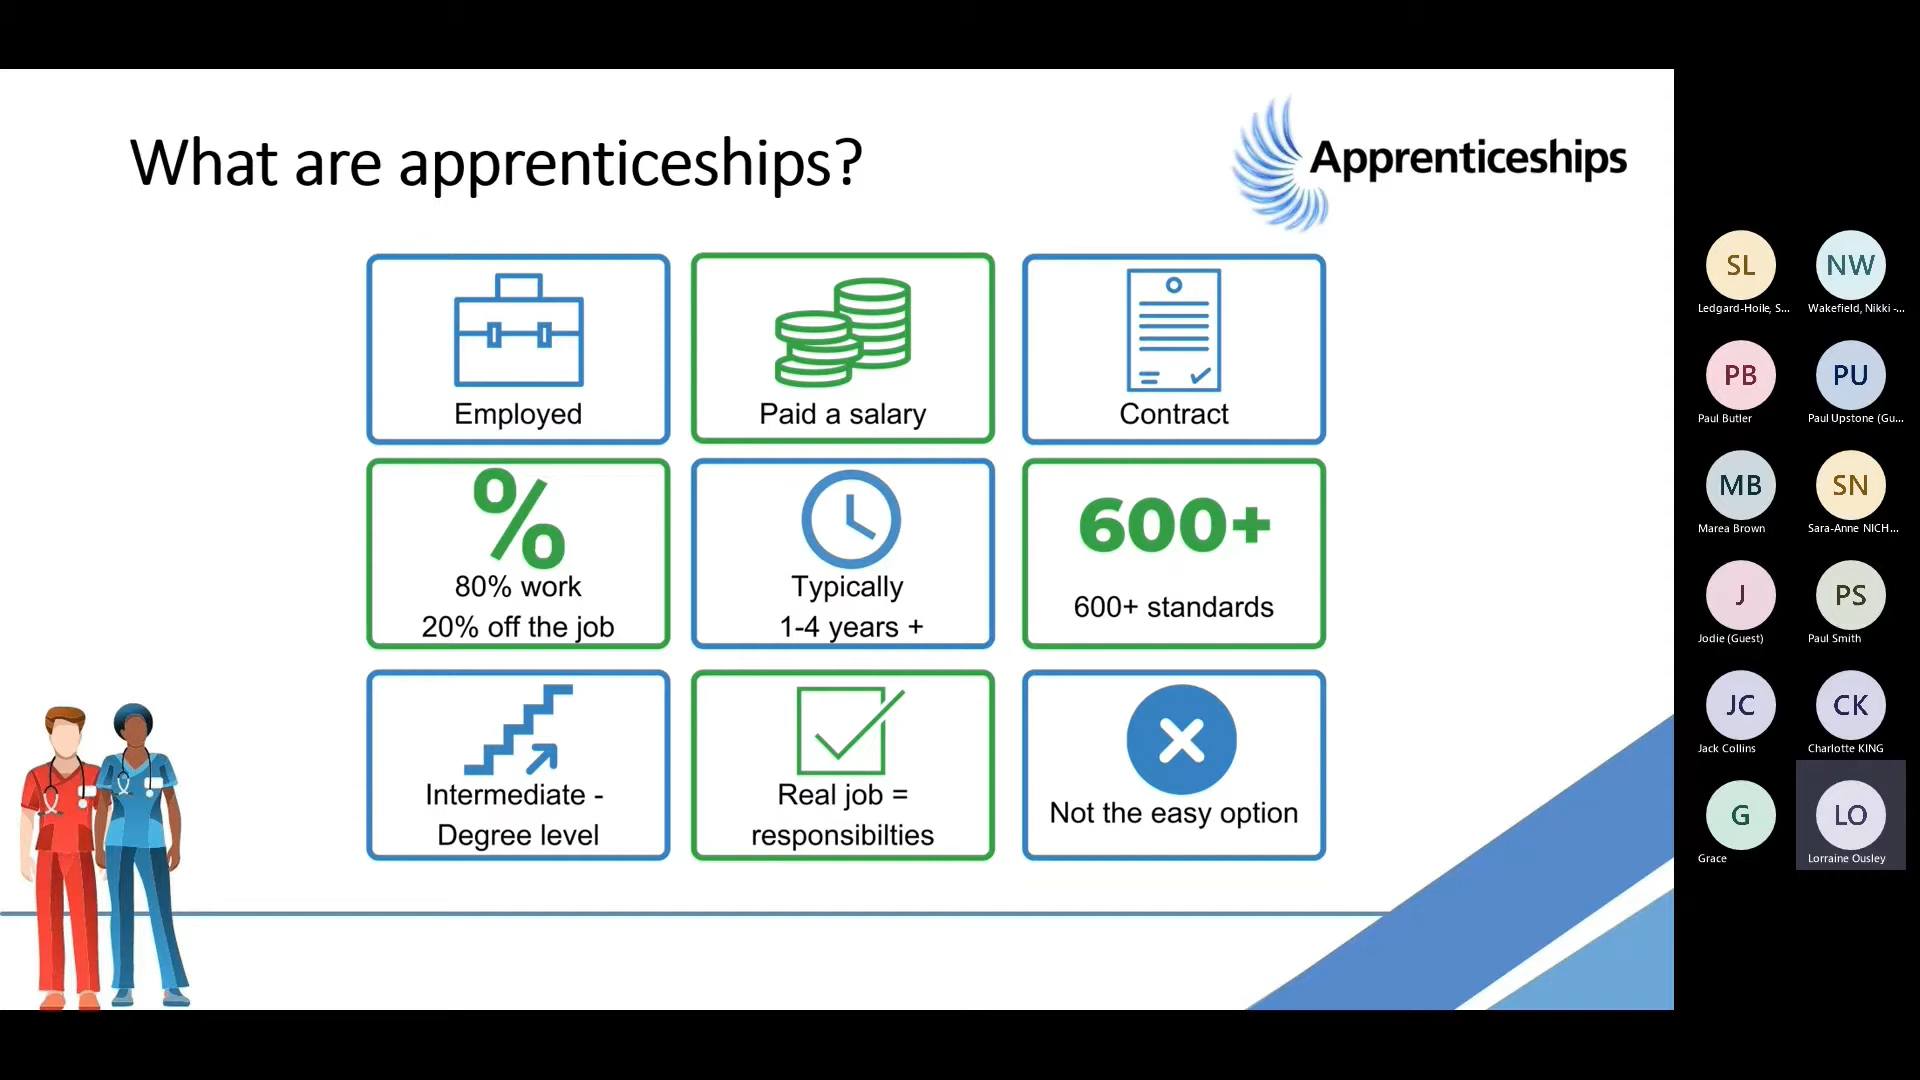 What are apprenticeships?
Apprenticeships
Employed
Paid a salary
Contract
%
80% work
20% off the job
Typically
1-4 years +
600+
600+ standards
Intermediate -
Degree level
Real job =
responsibilties
Not the easy option
SL
Ledgard-Hoile, S...
NW
Wakefield, Nikki -...
PB
Paul Butler
PU
Paul Upstone (Gu...
MB
Marea Brown
SN
Sara-Anne NICH...
J
Jodie (Guest)
PS
Paul Smith
JC
Jack Collins
CK
Charlotte KING
G
Grace
LO
Lorraine Ousley